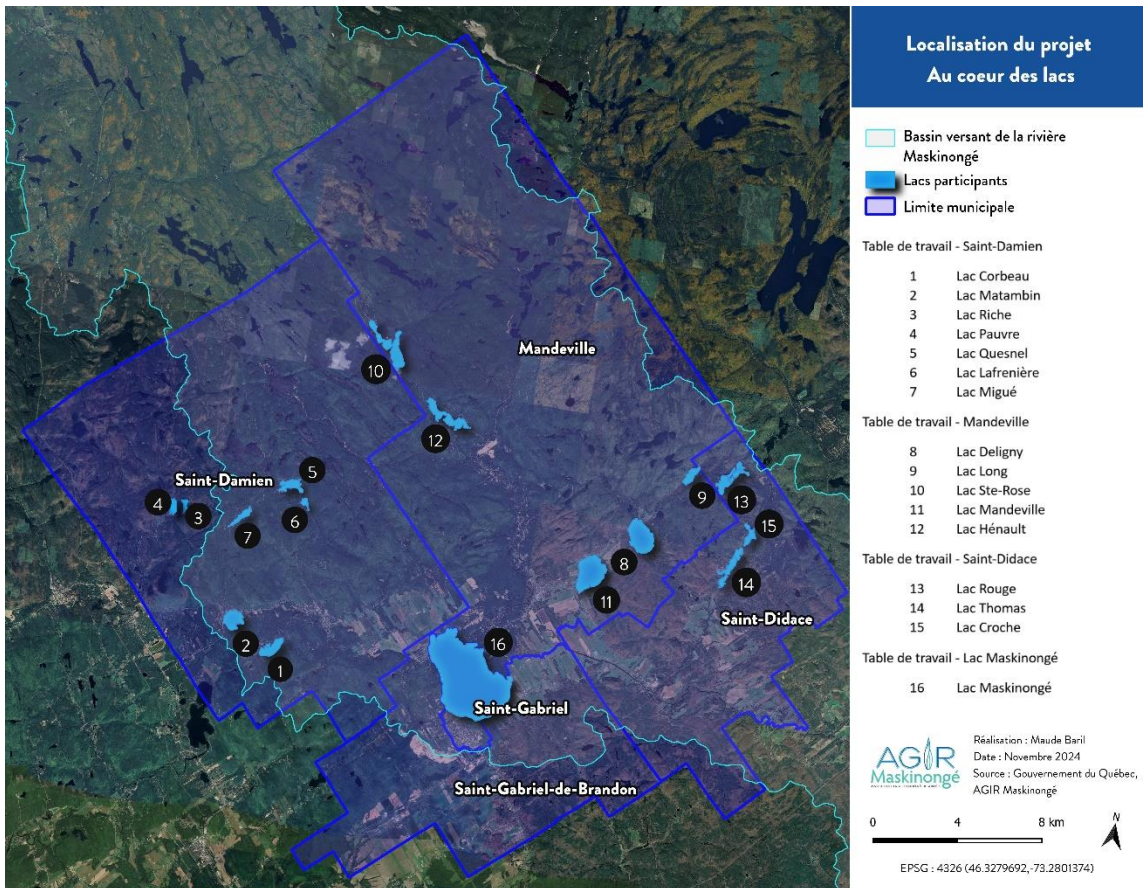 Localisation du projet
Au coeur des lacs
Bassin versant de la rivière
Maskinongé
Lacs participants
Limite municipale
Table de travail - Saint-Damien
1 Lac Corbeau
2 Lac Matambin
3 Lac Riche
4 Lac Pauvre
5 Lac Quesnel
6 Lac Lafrenière
7 Lac Migué
Table de travail - Mandeville
8 Lac Deligny
9 Lac Long
10 Lac Ste-Rose
11 Lac Mandeville
12 Lac Hénault
Table de travail - Saint-Didace
13 Lac Rouge
14 Lac Thomas
15 Lac Croche
Table de travail - Lac Maskinongé
16 Lac Maskinongé
AGIR
Maskinongé
Réalisation : Maude Baril
Date : Novembre 2024
Source : Gouvernement du Québec,
AGIR Maskinongé
0 4 8 km
N
EPSG : 4326 (46.3279692,-73.2801374)
Mandeville
10
12
Saint-Damien
5
4
3
6
7
9
13
15
8
14
11
Saint-Didace
2
1
16
Saint-Gabriel
Saint-Gabriel-de-Brandon